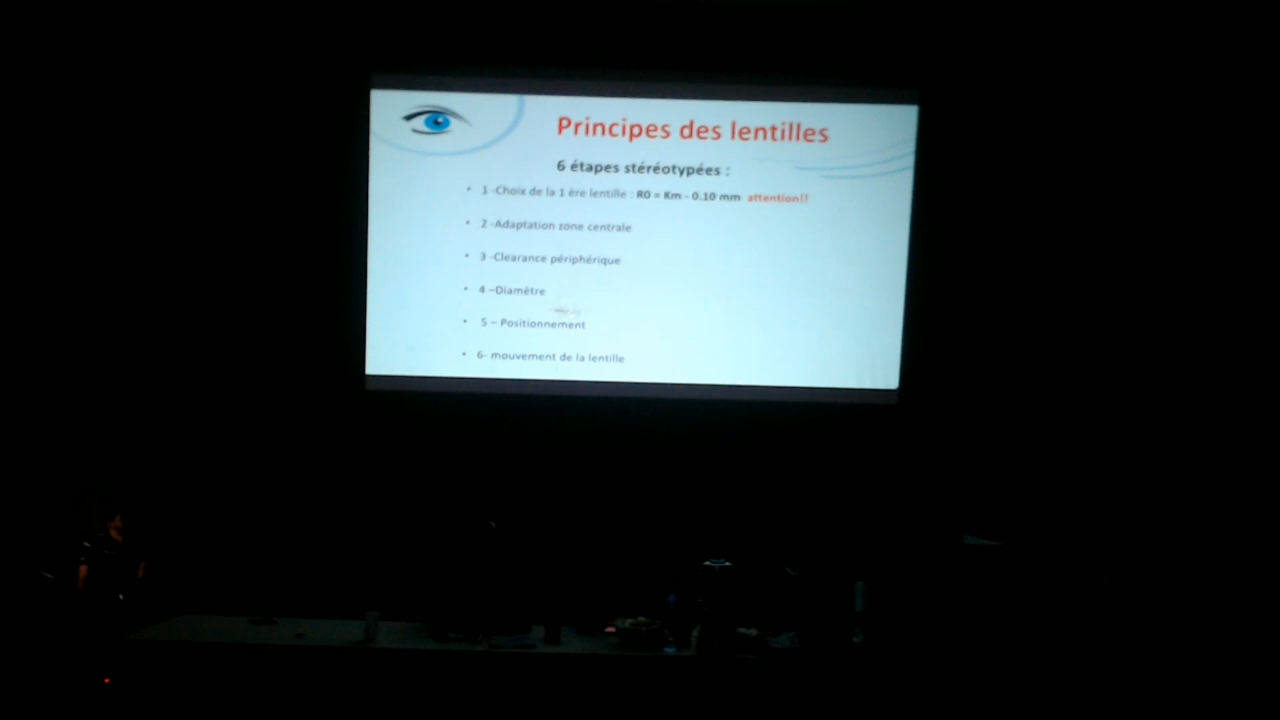 Principes des lentilles
6 étapes stéréotypées :
• 1 -Choix de la 1 ère lentille : R0 = Km - 0.10 mm attention!!
• 2 -Adaptation zone centrale
• 3 -Clearance périphérique
• 4 –Diamètre
• 5 – Positionnement
• 6- mouvement de la lentille